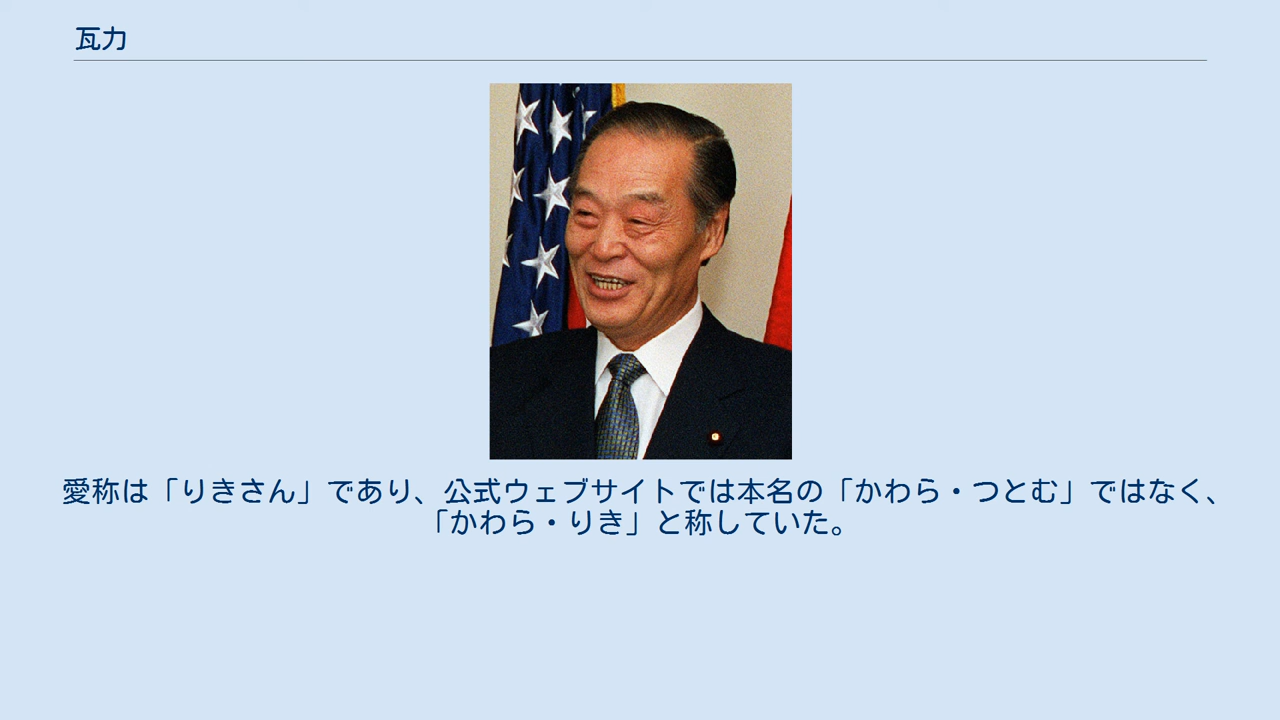 瓦力
愛称は「りきさん」であり、公式ウェブサイトでは本名の「かわら・つとむ」ではなく、
「かわら・りき」と称していた。